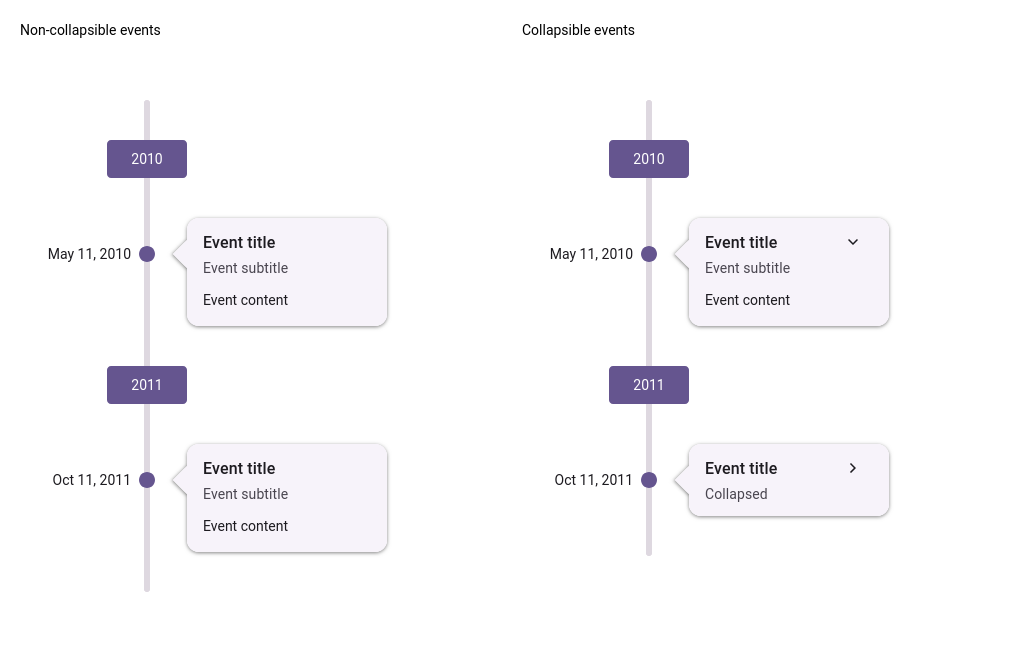 Non-collapsible events
2010
May 11, 2010
Event title
Event subtitle
Event content
2011
Oct 11, 2011
Event title
Event subtitle
Event content
Collapsible events
2010
May 11, 2010
Event title
Event subtitle
Event content
2011
Oct 11, 2011
Event title
Collapsed